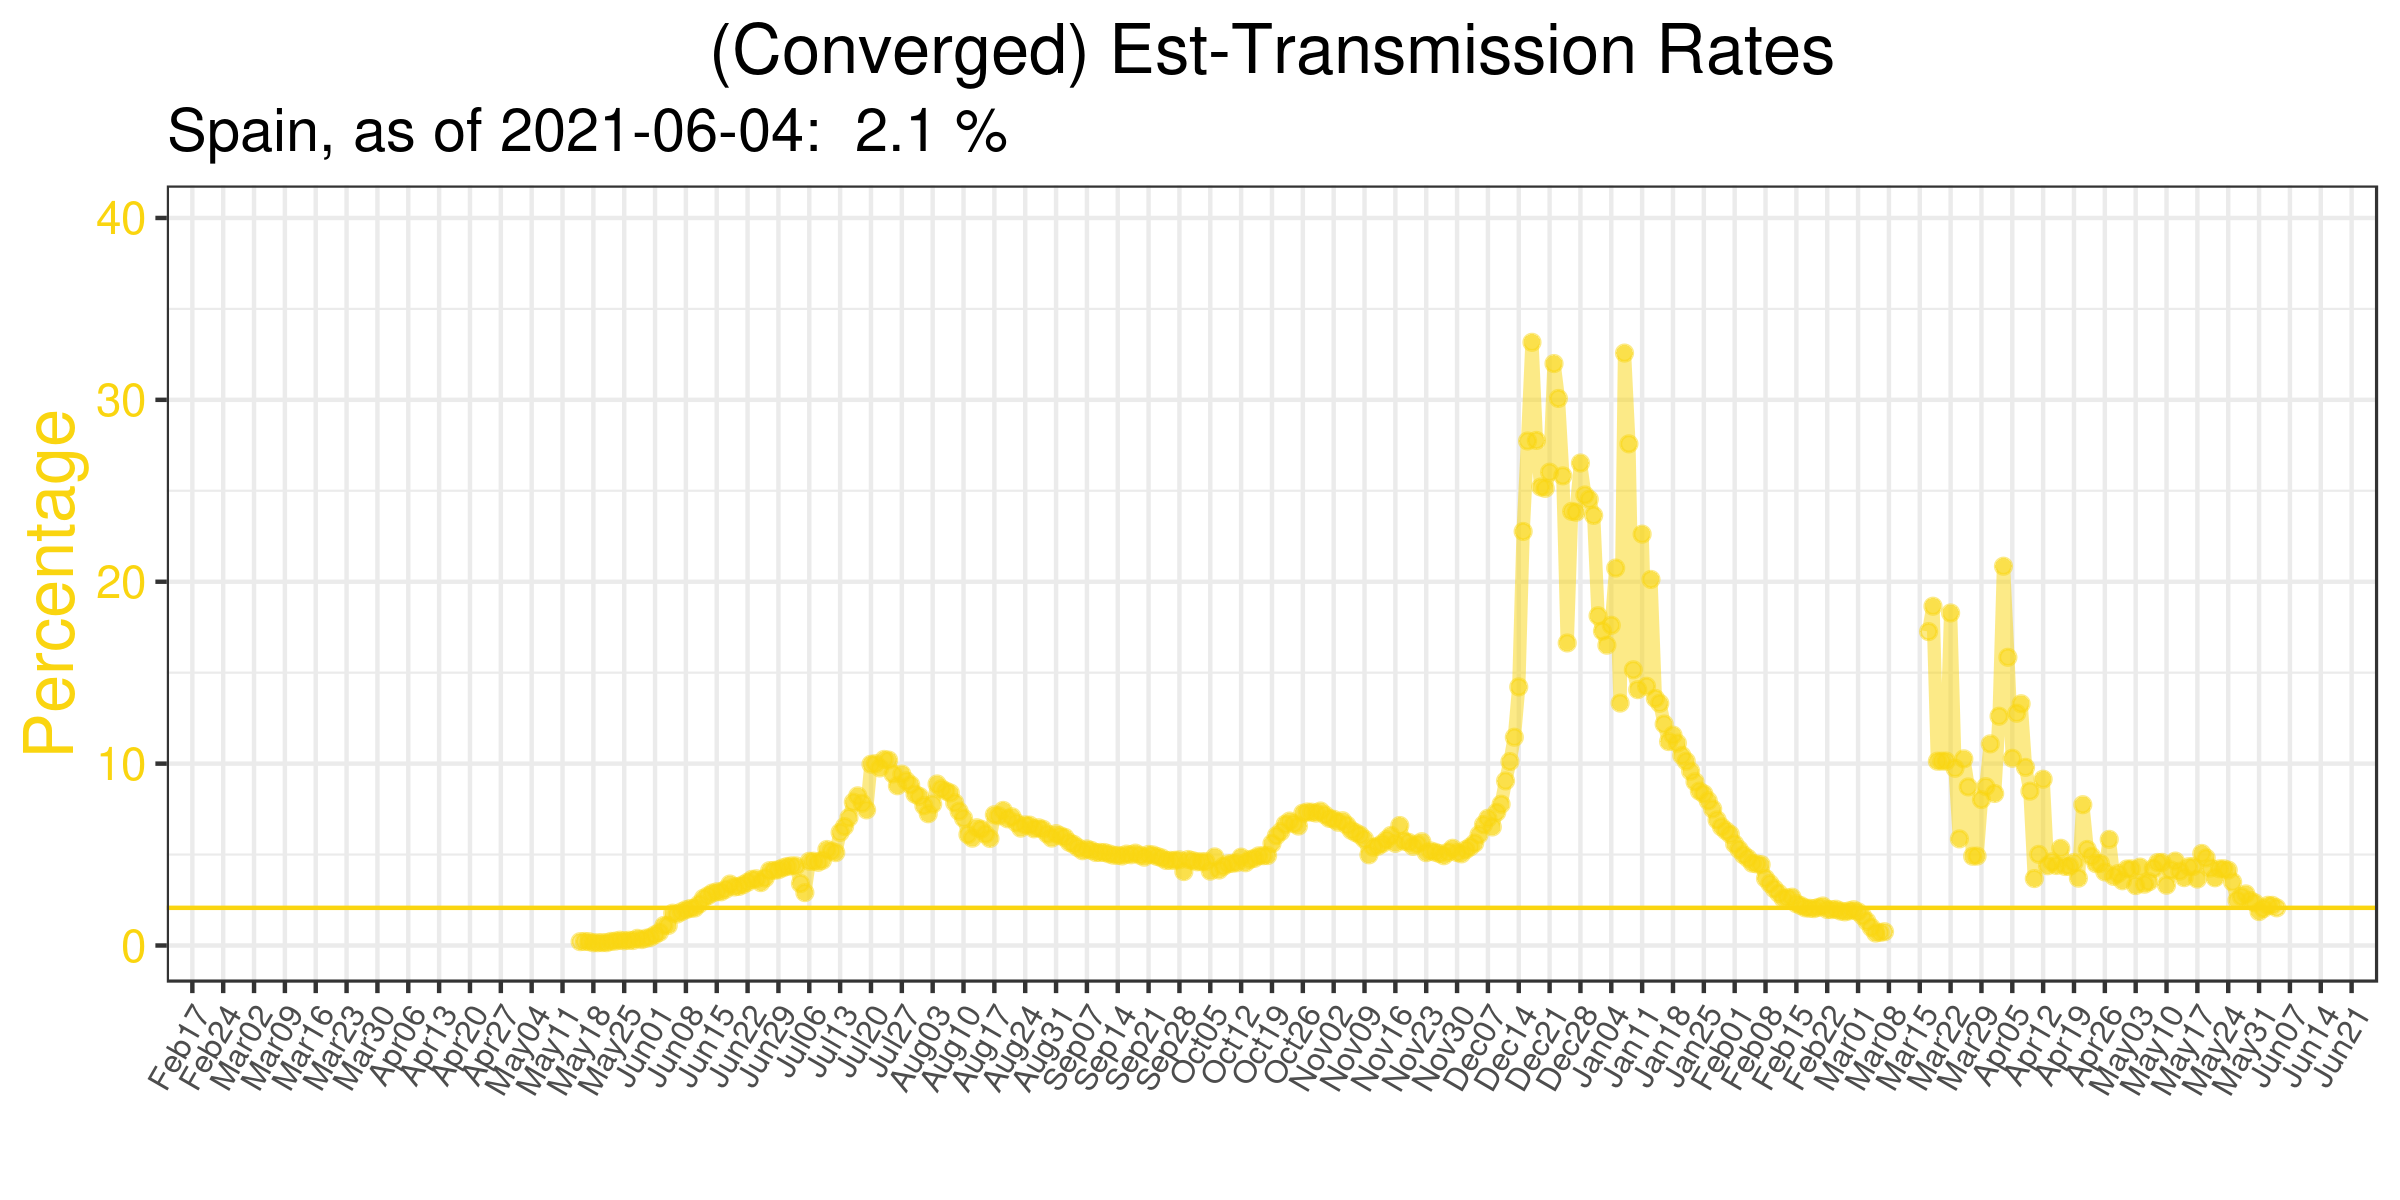 (Converged) Est-Transmission Rates
Spain, as of 2021-06-04:  2.1 %
Percentage
40
30
20
10
0
Feb17
Feb24
Mar02
Mar09
Mar16
Mar23
Mar30
Apr06
Apr13
Apr20
Apr27
May04
May11
May18
May25
Jun01
Jun08
Jun15
Jun22
Jun29
Jul06
Jul13
Jul20
Jul27
Aug03
Aug10
Aug17
Aug24
Aug31
Sep07
Sep14
Sep21
Sep28
Oct05
Oct12
Oct19
Oct26
Nov02
Nov09
Nov16
Nov23
Nov30
Dec07
Dec14
Dec21
Dec28
Jan04
Jan11
Jan18
Jan25
Feb01
Feb08
Feb15
Feb22
Mar01
Mar08
Mar15
Mar22
Mar29
Apr05
Apr12
Apr19
Apr26
May03
May10
May17
May24
May31
Jun07
Jun14
Jun21